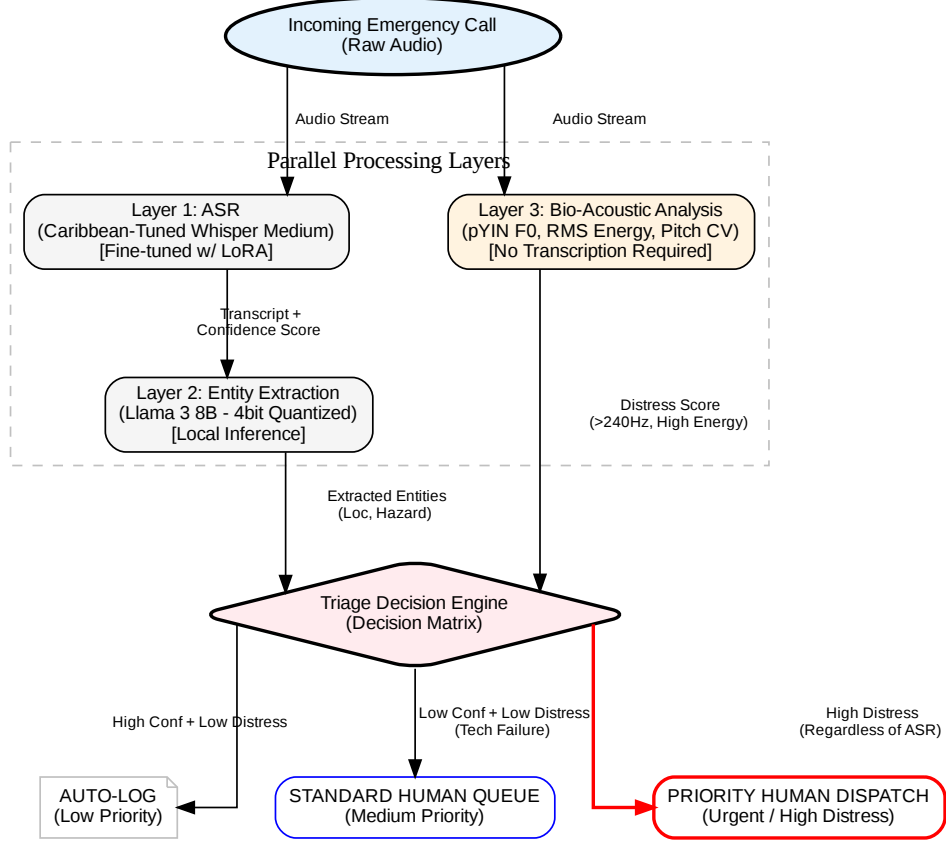 Incoming Emergency Call
(Raw Audio)
Audio Stream
Audio Stream
Parallel Processing Layers
Layer 1: ASR
(Caribbean-Tuned Whisper Medium)
[Fine-tuned w/ LoRA]
Layer 3: Bio-Acoustic Analysis
(pYIN F0, RMS Energy, Pitch CV)
[No Transcription Required]
Transcript +
Confidence Score
Layer 2: Entity Extraction
(Llama 3 8B - 4bit Quantized)
[Local Inference]
Distress Score
(>240Hz, High Energy)
Extracted Entities
(Loc, Hazard)
Triage Decision Engine
(Decision Matrix)
High Conf + Low Distress
Low Conf + Low Distress
(Tech Failure)
High Distress
(Regardless of ASR)
AUTO-LOG
(Low Priority)
STANDARD HUMAN QUEUE
(Medium Priority)
PRIORITY HUMAN DISPATCH
(Urgent / High Distress)